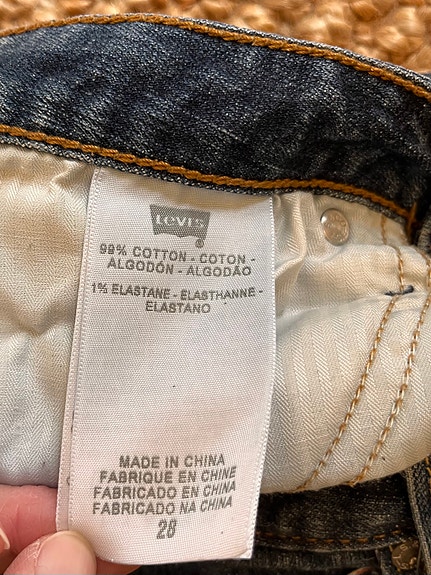 LEVI'S
99% COTTON - COTON -
ALGODÓN - ALGODÃO
1% ELASTANE - ELASTHANNE -
ELASTANO
MADE IN CHINA
FABRIQUE EN CHINE
FABRICADO EN CHINA
FABRICADO NA CHINA
28